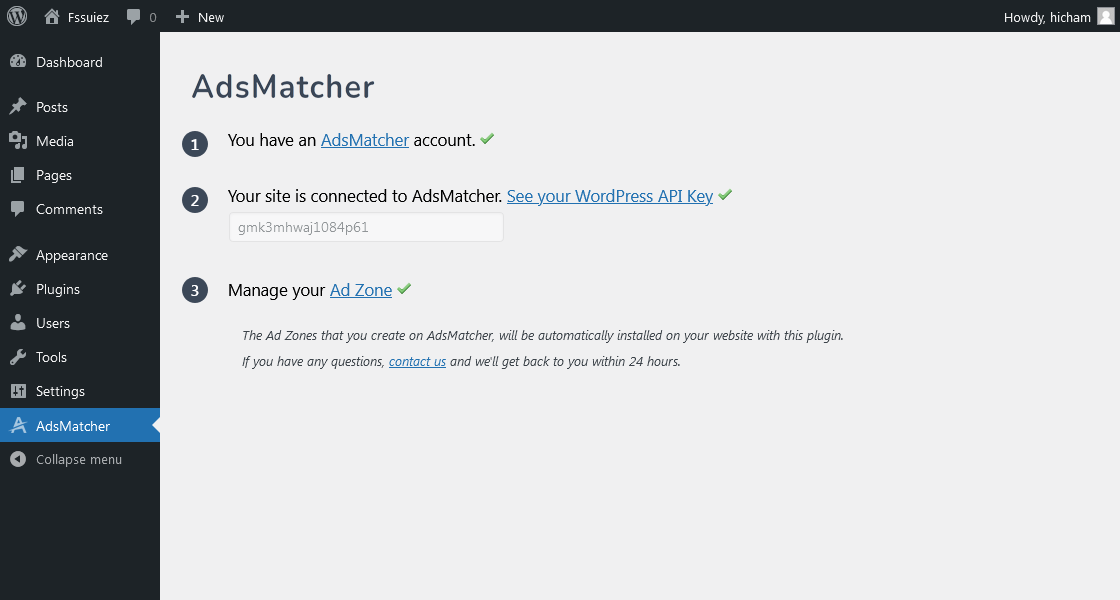 Fssuiez 0 New Howdy, hicham
Dashboard
Posts
Media
Pages
Comments
Appearance
Plugins
Users
Tools
Settings
AdsMatcher
Collapse menu
AdsMatcher
1 You have an AdsMatcher account.
2 Your site is connected to AdsMatcher. See your WordPress API Key
gmk3mhwaj1084p61
3 Manage your Ad Zone
The Ad Zones that you create on AdsMatcher, will be automatically installed on your website with this plugin.
If you have any questions, contact us and we'll get back to you within 24 hours.